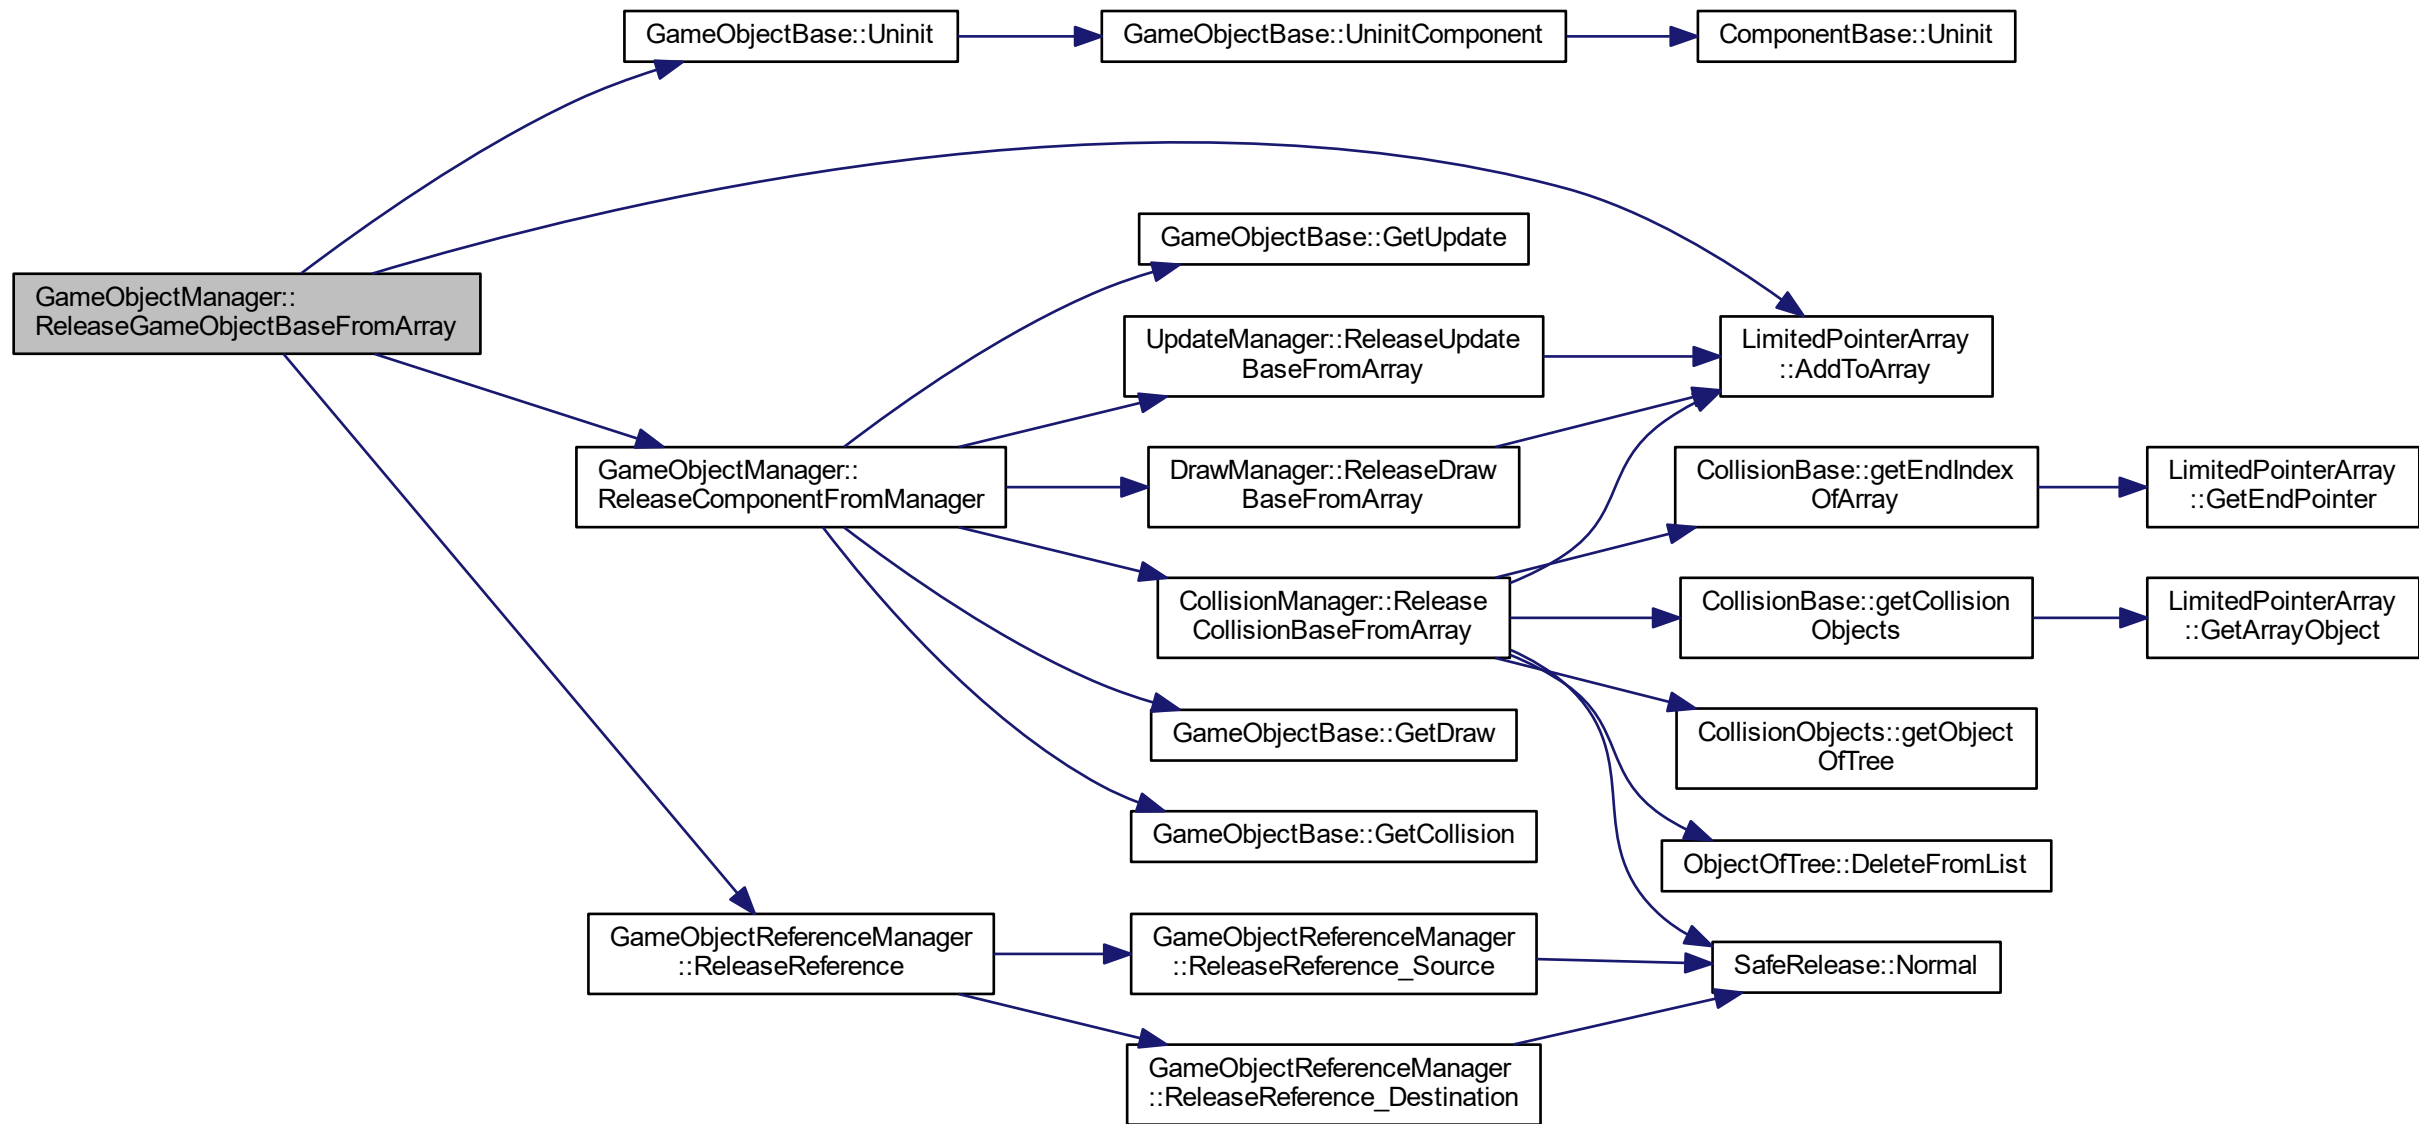 GameObjectBase::Uninit
GameObjectBase::UninitComponent
ComponentBase::Uninit
GameObjectManager::
ReleaseGameObjectBaseFromArray
GameObjectBase::GetUpdate
UpdateManager::ReleaseUpdate
BaseFromArray
LimitedPointerArray
::AddToArray
GameObjectManager::
ReleaseComponentFromManager
DrawManager::ReleaseDraw
BaseFromArray
CollisionBase::getEndIndex
OfArray
LimitedPointerArray
::GetEndPointer
CollisionManager::Release
CollisionBaseFromArray
CollisionBase::getCollision
Objects
LimitedPointerArray
::GetArrayObject
GameObjectBase::GetDraw
CollisionObjects::getObject
OfTree
GameObjectBase::GetCollision
ObjectOfTree::DeleteFromList
GameObjectReferenceManager
::ReleaseReference
GameObjectReferenceManager
::ReleaseReference_Source
SafeRelease::Normal
GameObjectReferenceManager
::ReleaseReference_Destination